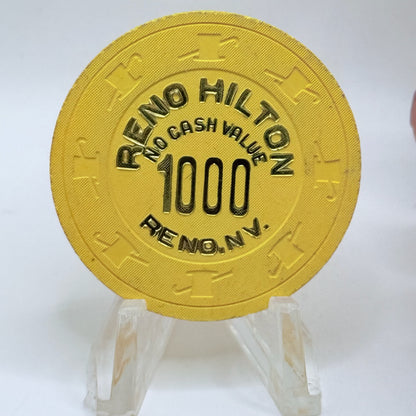 RENO HILTON
NO CASH VALUE
1000
RENO. NV.